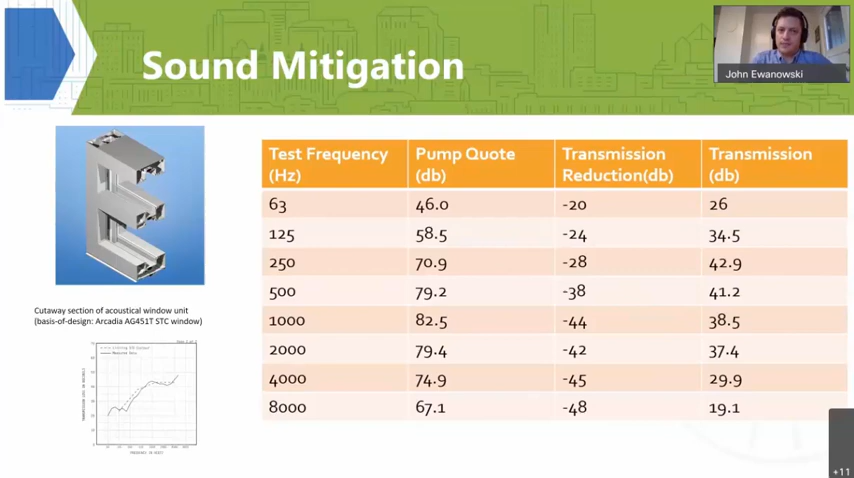 Sound Mitigation
John Ewanowski
Test Frequency (Hz) Pump Quote (db) Transmission Reduction(db) Transmission (db)
63 46.0 -20 26
125 58.5 -24 34.5
250 70.9 -28 42.9
500 79.2 -38 41.2
1000 82.5 -44 38.5
2000 79.4 -42 37.4
4000 74.9 -45 29.9
8000 67.1 -48 19.1
Cutaway section of acoustical window unit
(basis-of-design: Arcadia AG451T STC window)
+11